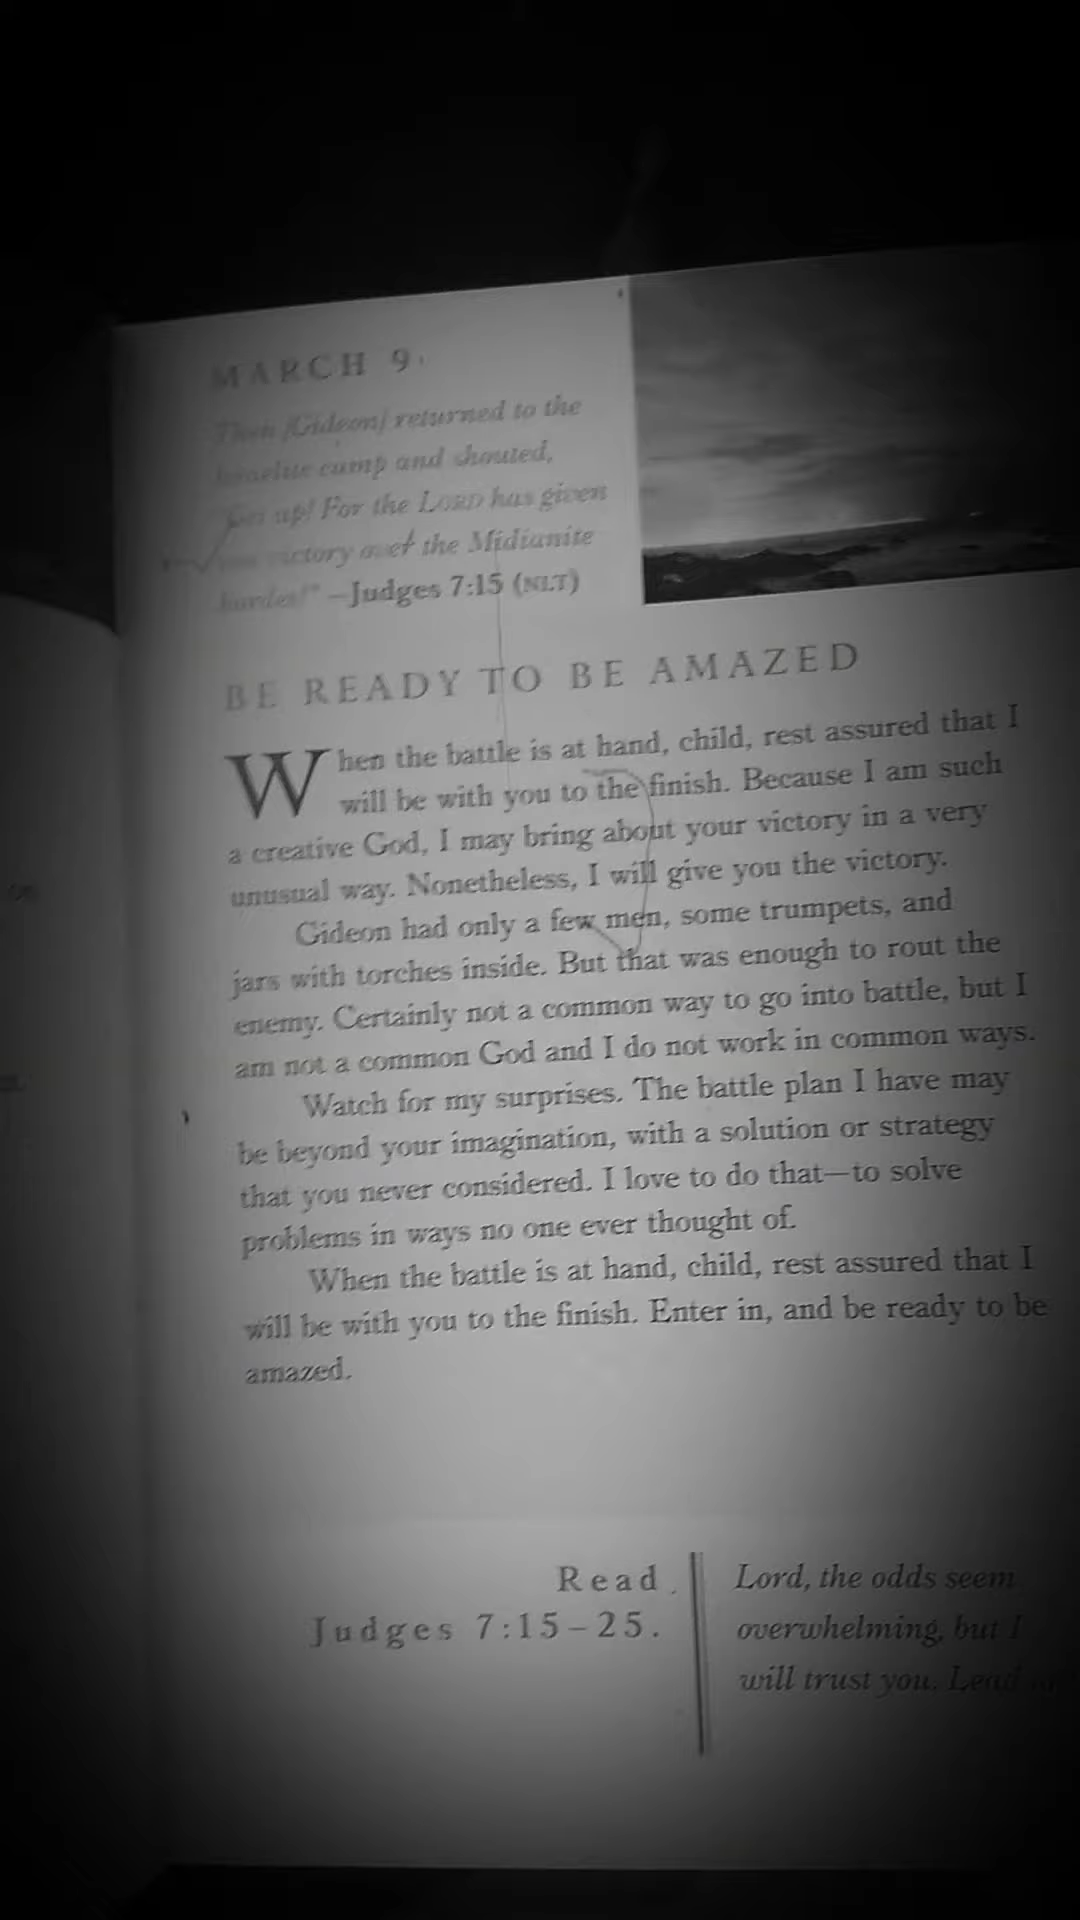 MARCH 9
Then [Gideon] returned to the
Israelite camp and shouted,
"Get up! For the LORD has given
you victory over the Midianite
hordes!" –Judges 7:15 (NLT)
BE READY TO BE AMAZED
When the battle is at hand, child, rest assured that I
will be with you to the finish. Because I am such
a creative God, I may bring about your victory in a very
unusual way. Nonetheless, I will give you the victory.
Gideon had only a few men, some trumpets, and
jars with torches inside. But that was enough to rout the
enemy. Certainly not a common way to go into battle, but I
am not a common God and I do not work in common ways.
Watch for my surprises. The battle plan I have may
be beyond your imagination, with a solution or strategy
that you never considered. I love to do that—to solve
problems in ways no one ever thought of.
When the battle is at hand, child, rest assured that I
will be with you to the finish. Enter in, and be ready to be
amazed.
Read
Judges 7:15–25.
Lord, the odds seem
overwhelming, but I
will trust you. Lead